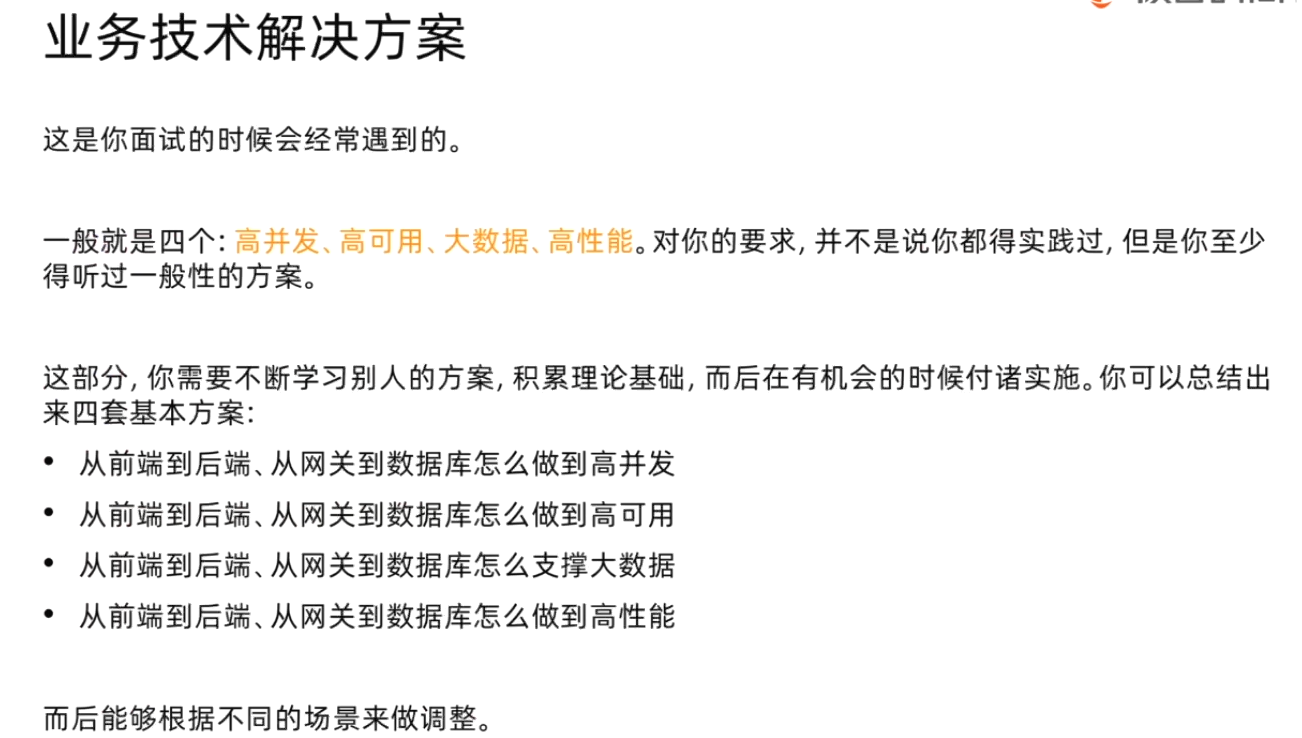 业务技术解决方案
这是你面试的时候会经常遇到的。
一般就是四个：高并发、高可用、大数据、高性能。对你的要求，并不是说你都得实践过，但是你至少
得听过一般性的方案。
这部分，你需要不断学习别人的方案，积累理论基础，而后在有机会的时候付诸实施。你可以总结出
来四套基本方案：
• 从前端到后端、从网关到数据库怎么做到高并发
• 从前端到后端、从网关到数据库怎么做到高可用
• 从前端到后端、从网关到数据库怎么支撑大数据
• 从前端到后端、从网关到数据库怎么做到高性能
而后能够根据不同的场景来做调整。